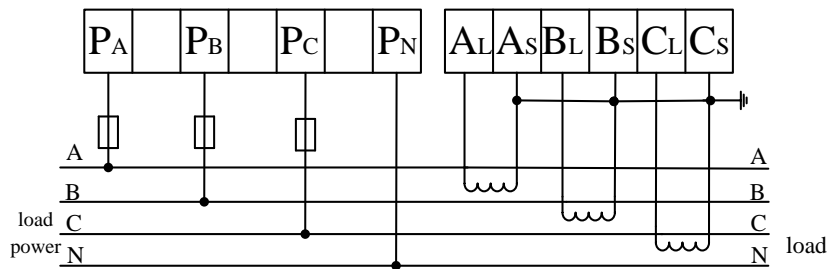 PA PB PC PN AL AS BL BS CL CS
A A
B B
load C C load
power N N